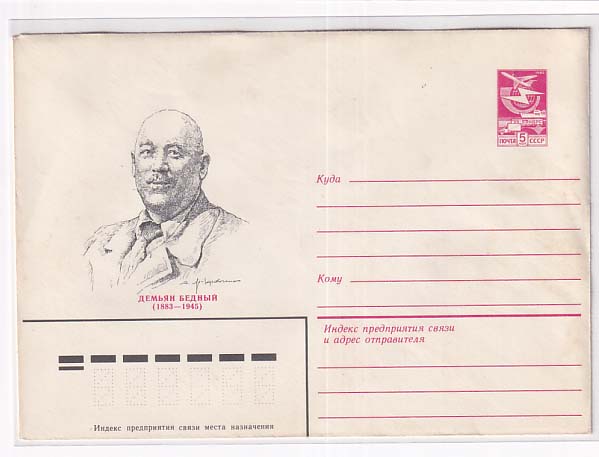 ПОЧТА 5 СССР
Куда
Кому
ДЕМЬЯН БЕДНЫЙ
(1883—1945)
Индекс предприятия связи
и адрес отправителя
Индекс предприятия связи места назначения